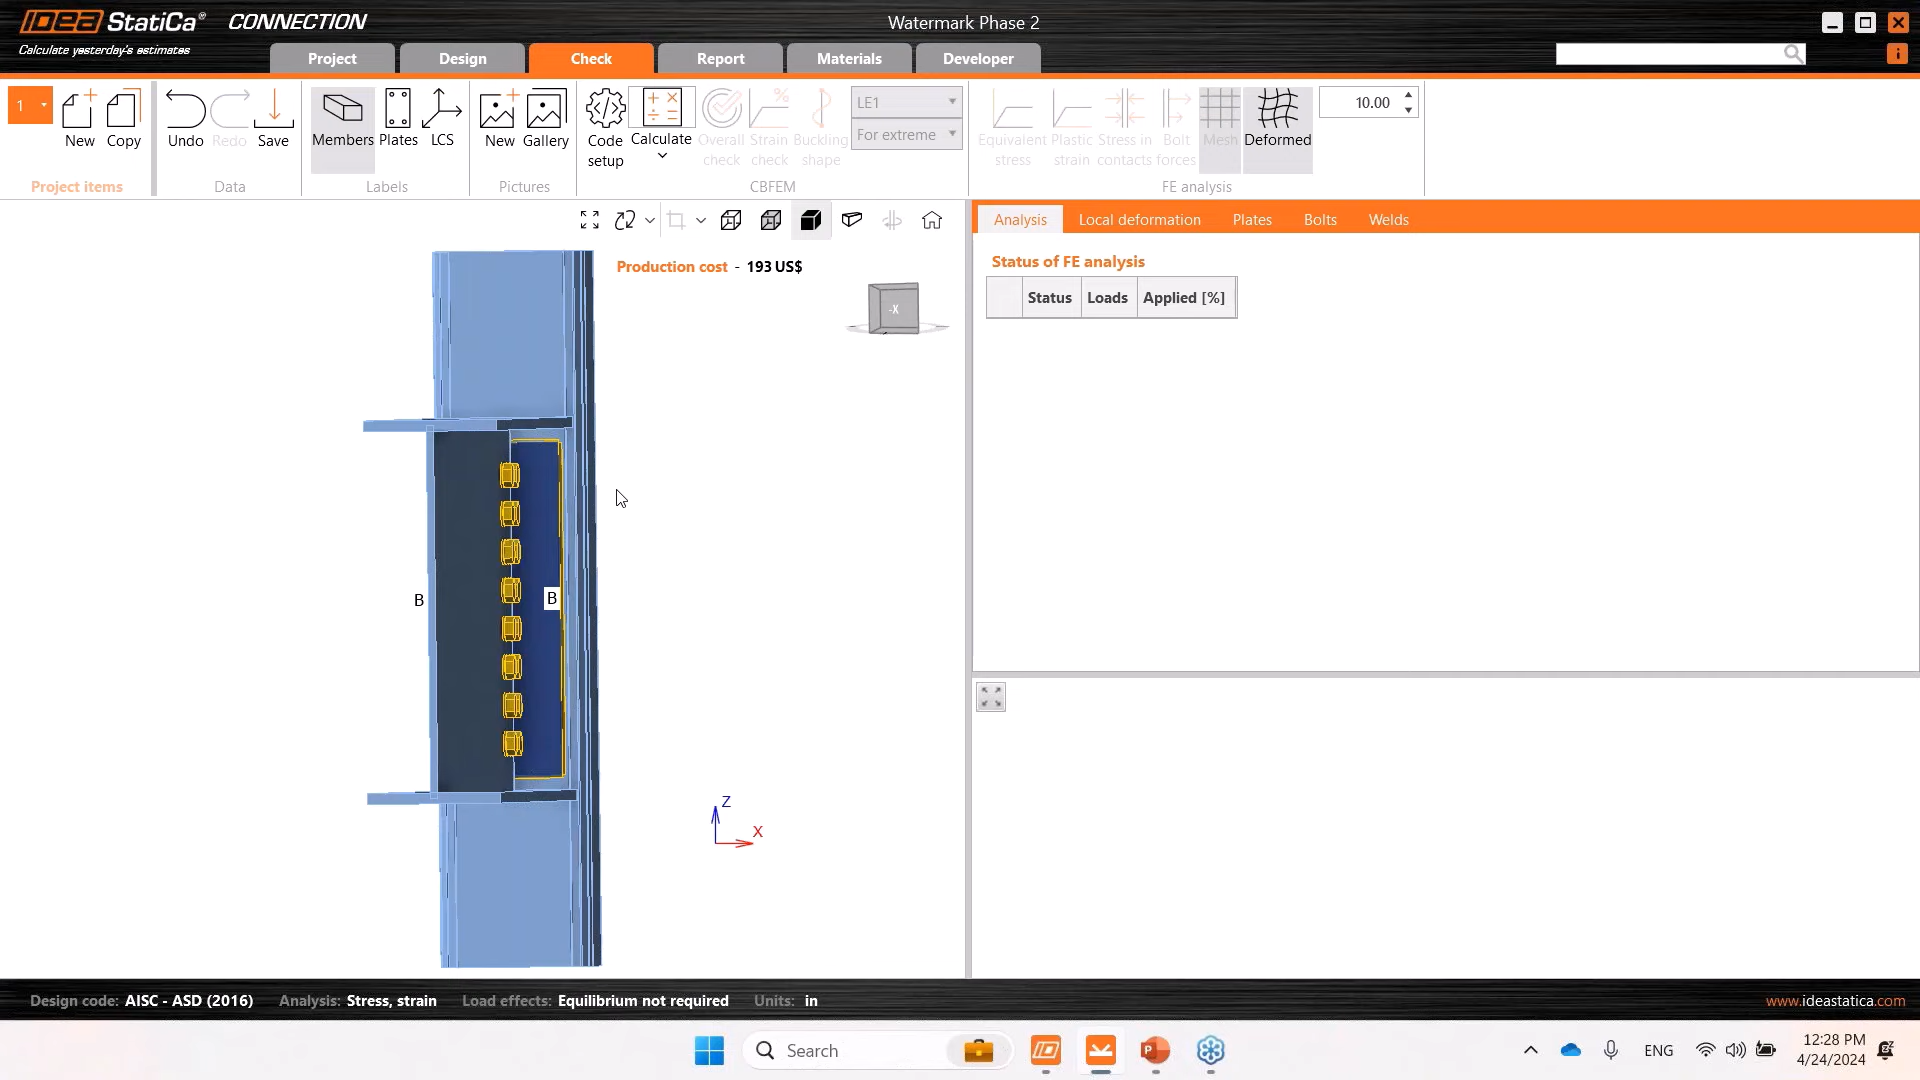 IDEA StatiCa® CONNECTION
Calculate yesterday's estimates
Watermark Phase 2
Project
Design
Check
Report
Materials
Developer
i
1
New
Copy
Undo
Redo
Save
Members
Plates
LCS
New
Gallery
Code setup
Calculate
Overall check
Strain check
Buckling shape
LE1
For extreme
Equivalent stress
Plastic strain
Stress in contacts
Bolt forces
Mesh
Deformed
10.00
Project items
Data
Labels
Pictures
CBFEM
FE analysis
Production cost - 193 US$
-X
B
B
Z
X
Analysis
Local deformation
Plates
Bolts
Welds
Status of FE analysis
Status
Loads
Applied [%]
Design code: AISC - ASD (2016)
Analysis: Stress, strain
Load effects: Equilibrium not required
Units: in
www.ideastatica.com
Search
ENG
12:28 PM
4/24/2024